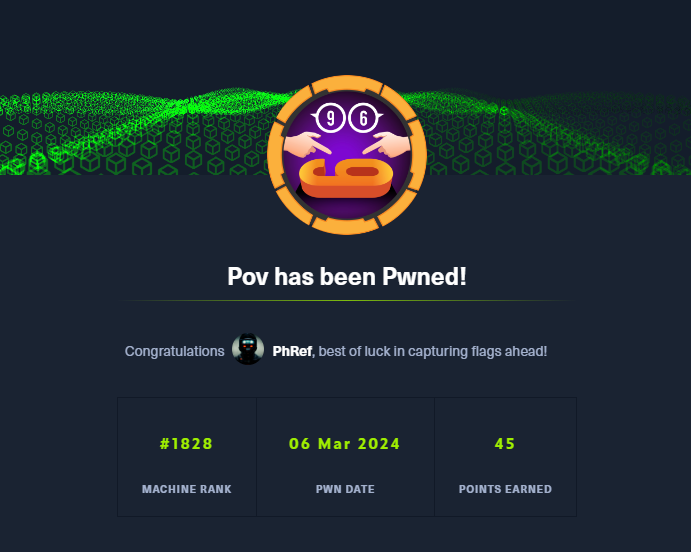 9 6
Pov has been Pwned!
Congratulations PhRef, best of luck in capturing flags ahead!
#1828 06 Mar 2024 45
MACHINE RANK PWN DATE POINTS EARNED